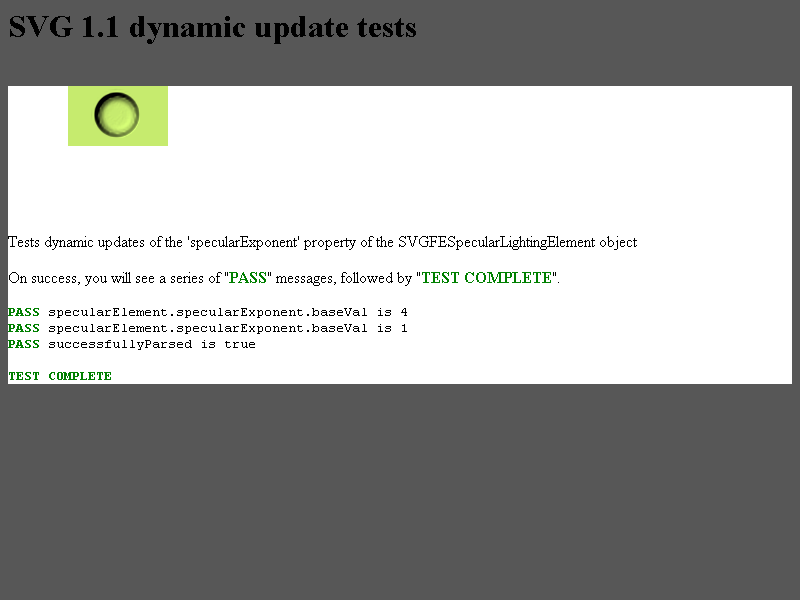 SVG 1.1 dynamic update tests
Tests dynamic updates of the 'specularExponent' property of the SVGFESpecularLightingElement object
On success, you will see a series of "PASS" messages, followed by "TEST COMPLETE".
PASS specularElement.specularExponent.baseVal is 4
PASS specularElement.specularExponent.baseVal is 1
PASS successfullyParsed is true
TEST COMPLETE